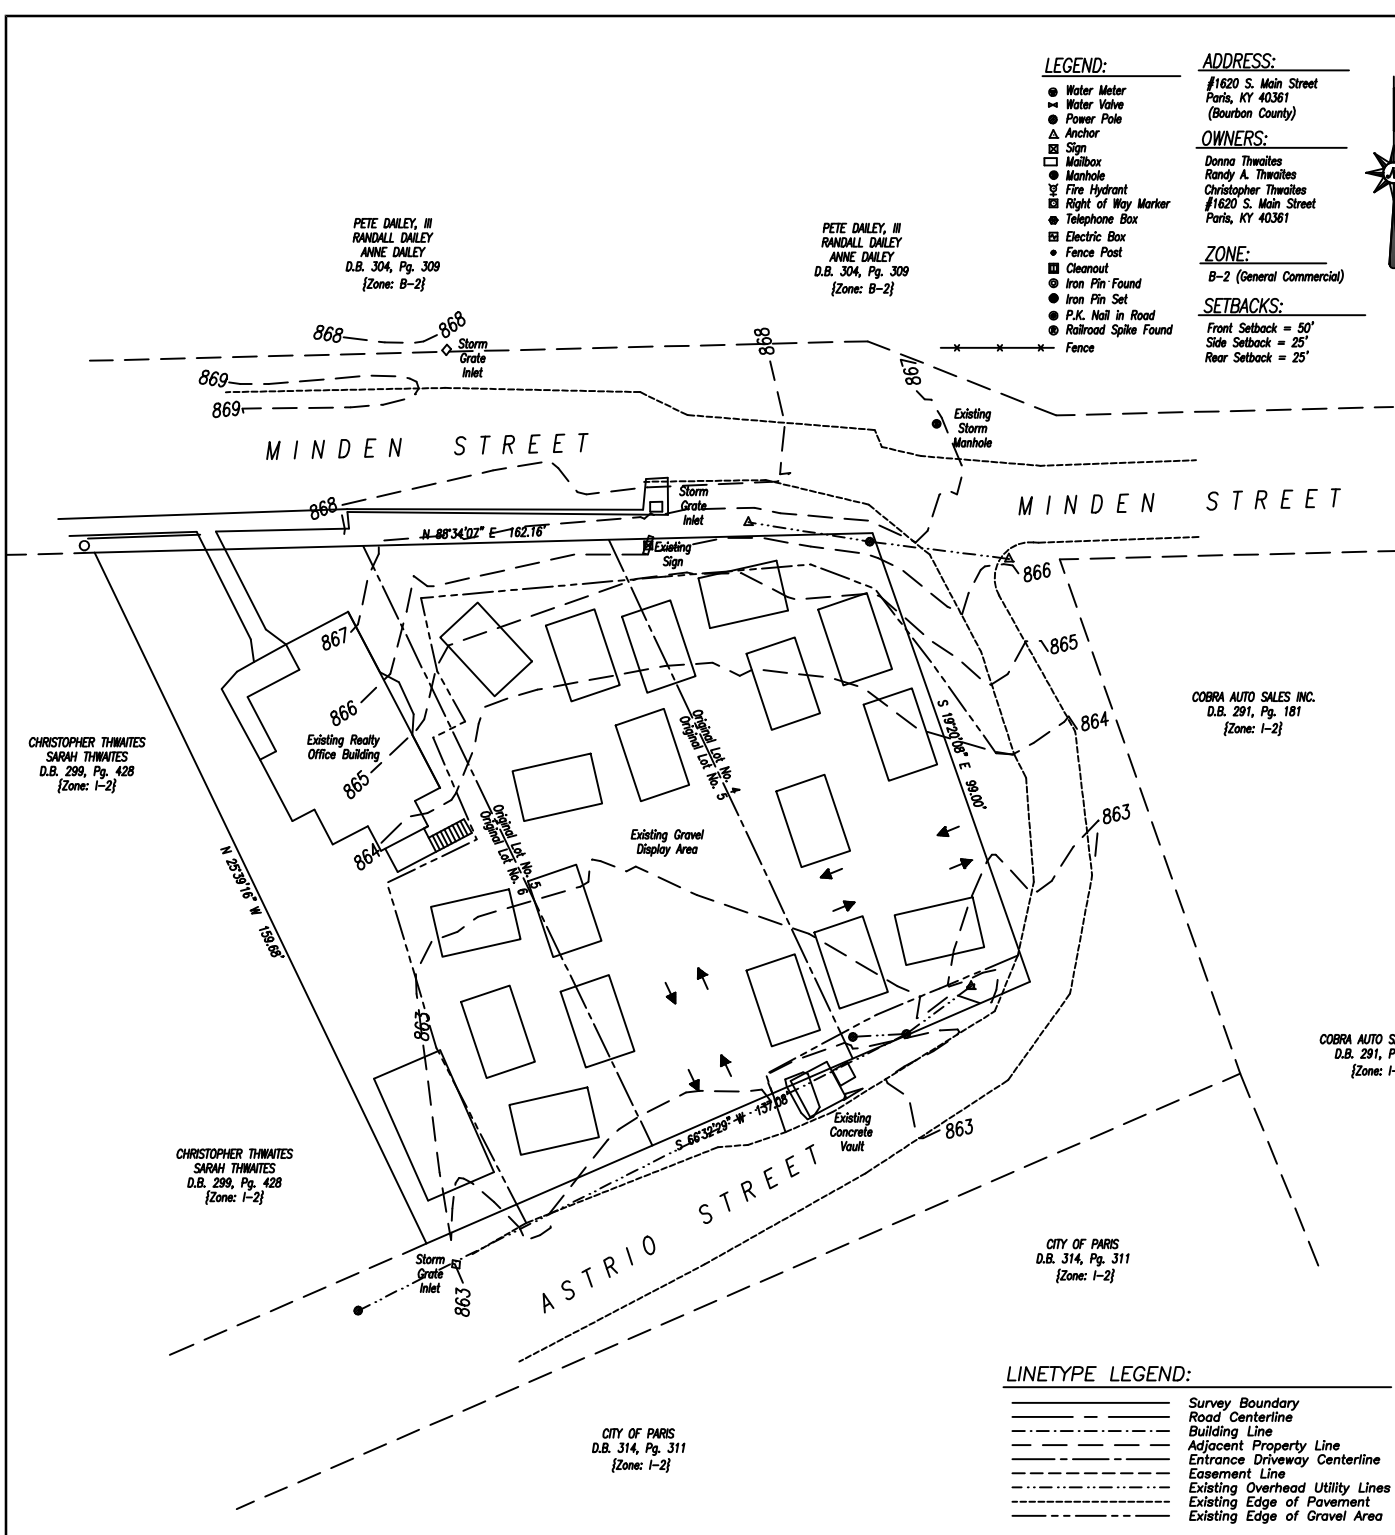 LEGEND:
Water Meter
Water Valve
Power Pole
Anchor
Sign
Mailbox
Manhole
Fire Hydrant
Right of Way Marker
Telephone Box
Electric Box
Fence Post
Cleanout
Iron Pin Found
Iron Pin Set
P.K. Nail in Road
Railroad Spike Found
Fence
ADDRESS:
#1620 S. Main Street
Paris, KY 40361
(Bourbon County)
OWNERS:
Donna Thwaites
Randy A. Thwaites
Christopher Thwaites
#1620 S. Main Street
Paris, KY 40361
ZONE:
B-2 (General Commercial)
SETBACKS:
Front Setback = 50'
Side Setback = 25'
Rear Setback = 25'
PETE DAILEY, III
RANDALL DAILEY
ANNE DAILEY
D.B. 304, Pg. 309
{Zone: B-2}
PETE DAILEY, III
RANDALL DAILEY
ANNE DAILEY
D.B. 304, Pg. 309
{Zone: B-2}
868
868
Storm
Grate
Inlet
868
867
869
869
Existing
Storm
Manhole
MINDEN STREET
MINDEN STREET
868
Storm
Grate
Inlet
N 88°34'07" E 162.16'
Existing
Sign
866
867
865
866
864
Existing Realty
Office Building
865
864
863
Original Lot No. 4
Original Lot No. 5
S 19°20'08" E 99.00'
COBRA AUTO SALES INC.
D.B. 291, Pg. 181
{Zone: I-2}
CHRISTOPHER THWAITES
SARAH THWAITES
D.B. 299, Pg. 428
{Zone: I-2}
Original Lot No. 5
Original Lot No. 6
Existing Gravel
Display Area
N 25°39'16" W 159.68'
863
COBRA AUTO S
D.B. 291, P
{Zone: I-
S 66°32'29" W 137.08'
Existing
Concrete
Vault
863
CHRISTOPHER THWAITES
SARAH THWAITES
D.B. 299, Pg. 428
{Zone: I-2}
ASTRIO STREET
Storm
Grate
Inlet
863
CITY OF PARIS
D.B. 314, Pg. 311
{Zone: I-2}
CITY OF PARIS
D.B. 314, Pg. 311
{Zone: I-2}
LINETYPE LEGEND:
Survey Boundary
Road Centerline
Building Line
Adjacent Property Line
Entrance Driveway Centerline
Easement Line
Existing Overhead Utility Lines
Existing Edge of Pavement
Existing Edge of Gravel Area